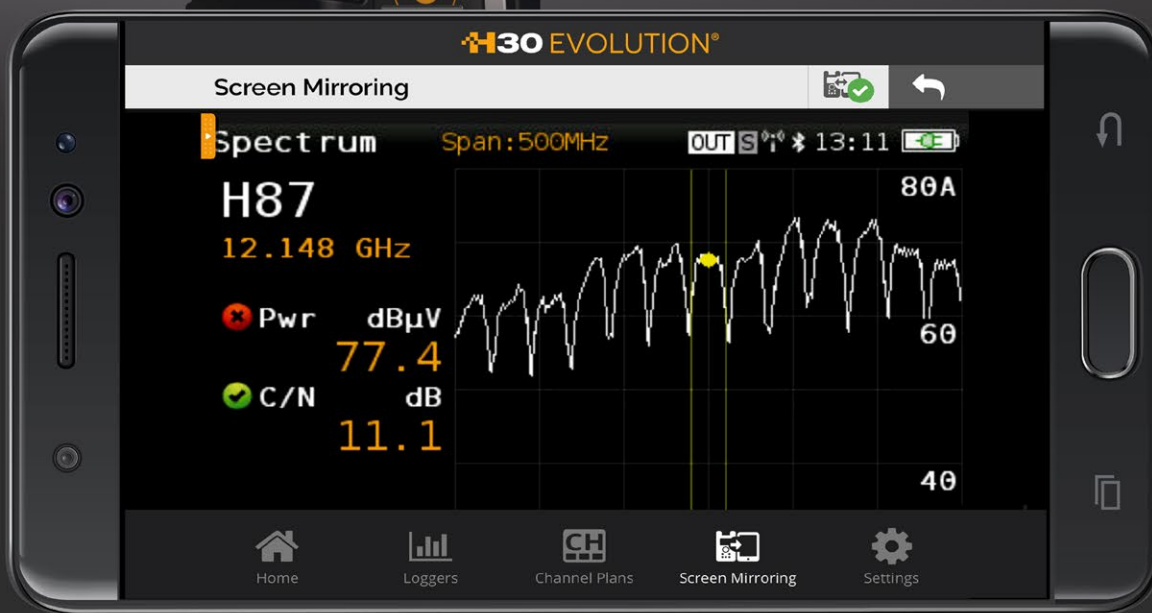 H30 EVOLUTION®
Screen Mirroring
Spectrum Span:500MHz OUT S 13:11
H87
12.148 GHz
80A
Pwr dBµV
77.4
60
C/N dB
11.1
40
CH
Home Loggers Channel Plans Screen Mirroring Settings